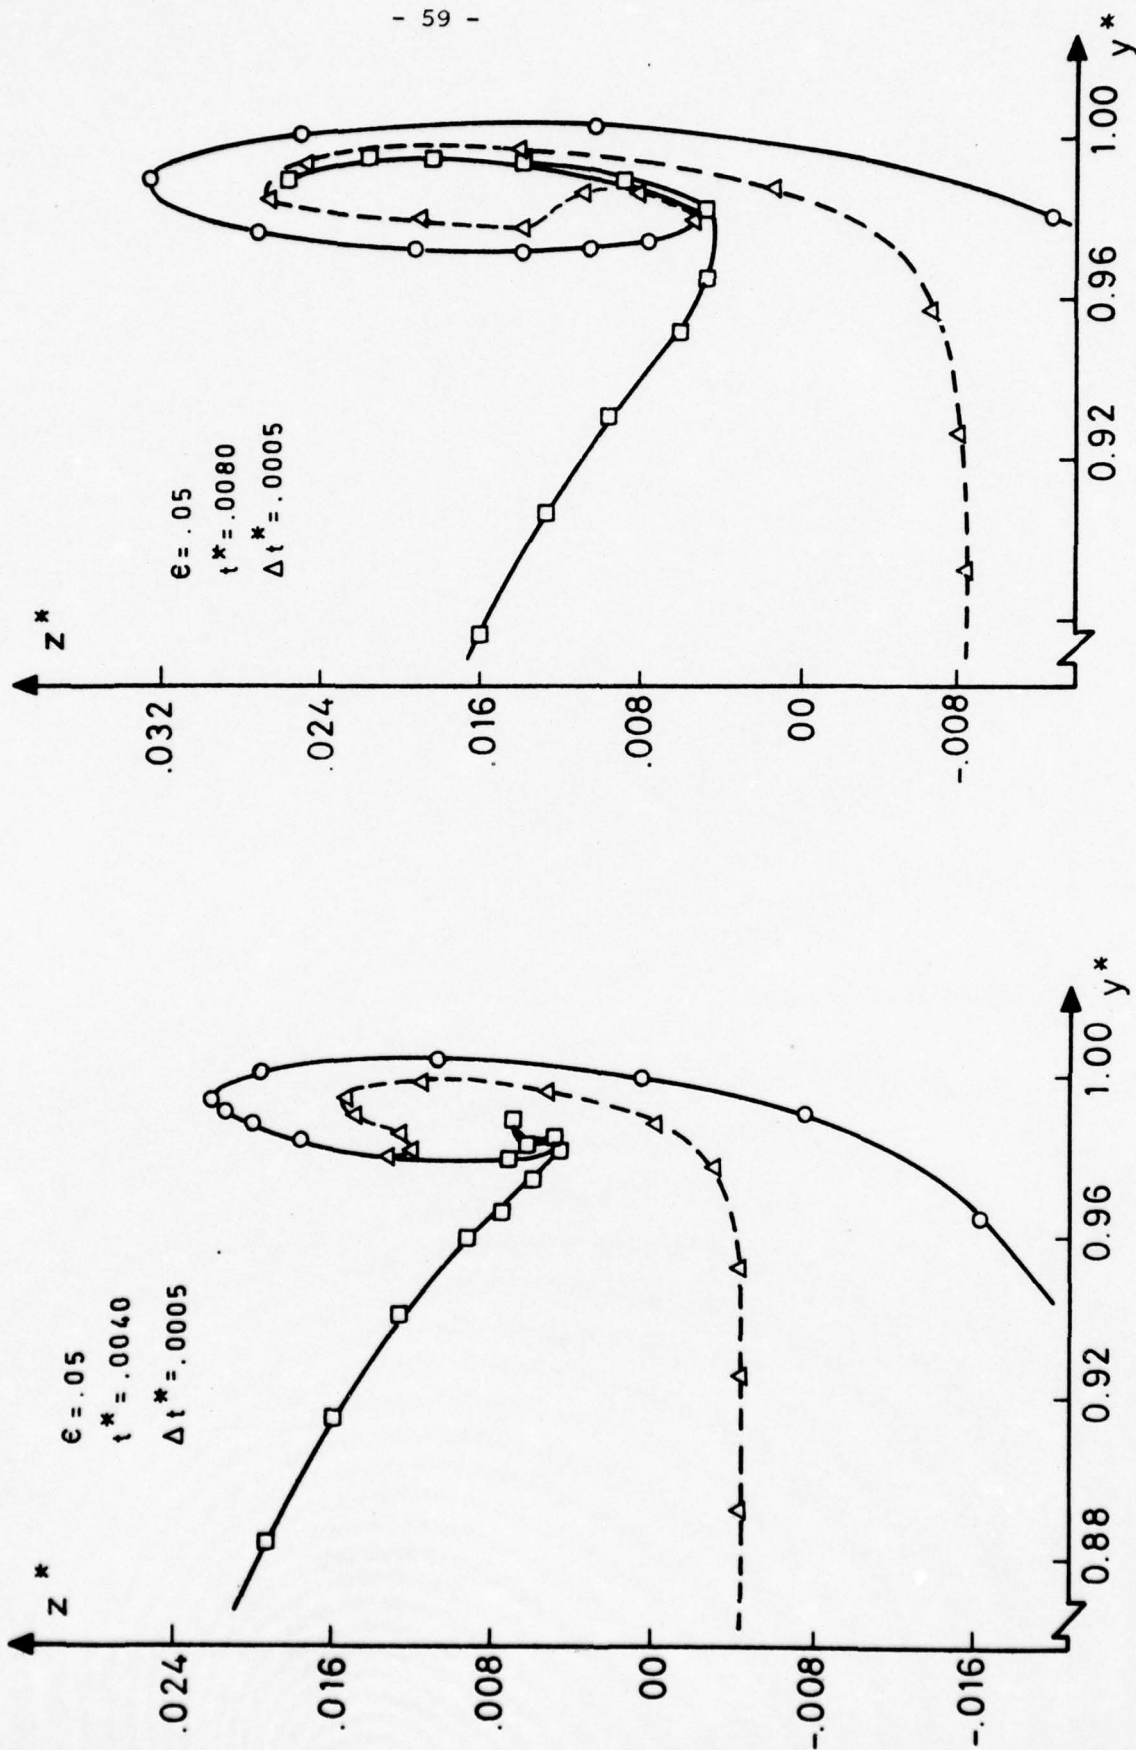 - 59 -
z*
ϵ = .05
t* = .0080
Δt* = .0005
.032
.024
.016
.008
.00
-.008
0.92
0.96
1.00
y*
z*
ϵ = .05
t* = .0040
Δt* = .0005
.024
.016
.008
.00
-.008
-.016
0.88
0.92
0.96
1.00
y*